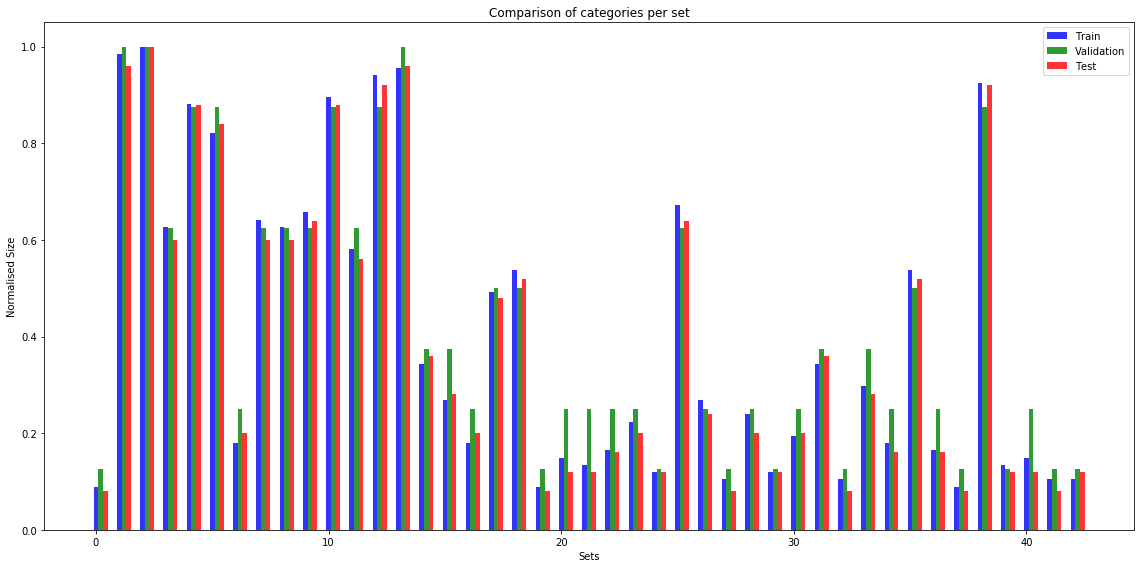 Comparison of categories per set
Train
Validation
Test
Normalised Size
1.0
0.8
0.6
0.4
0.2
0.0
0
10
20
30
40
Sets